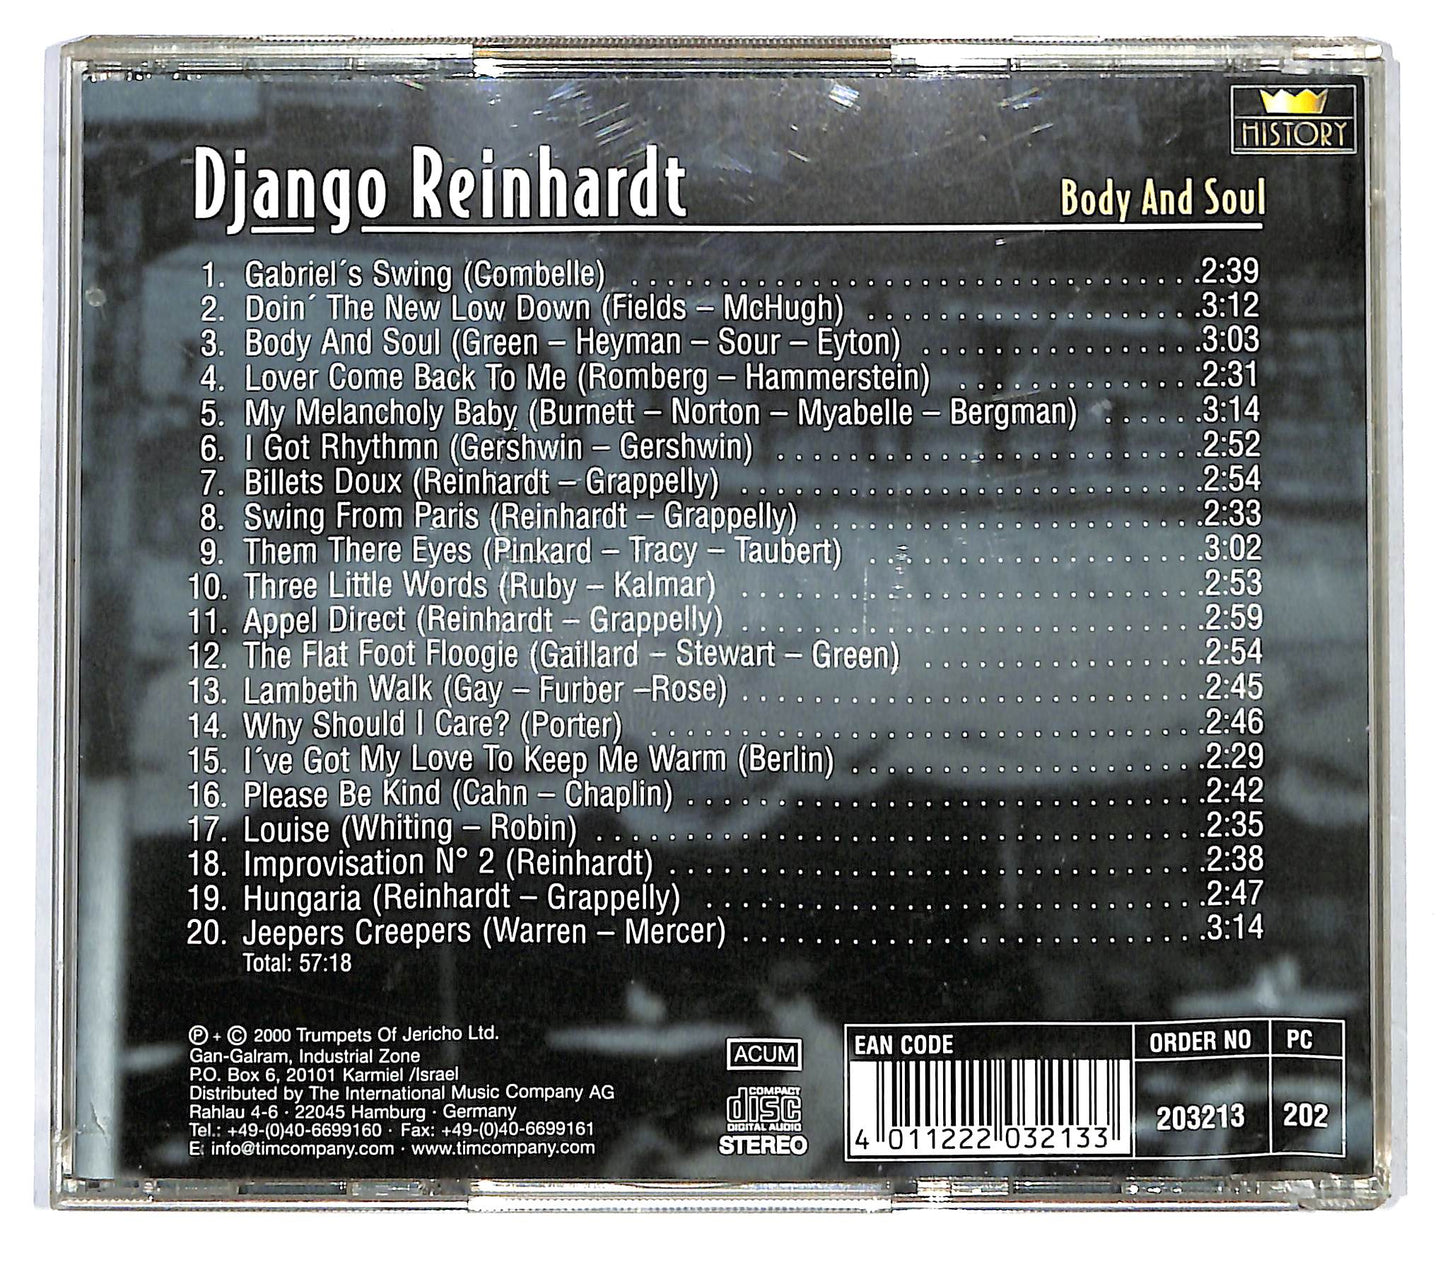 HISTORY
Django Reinhardt Body And Soul
1. Gabriel´s Swing (Combelle) 2:39
2. Doin´ The New Low Down (Fields – McHugh) 3:12
3. Body And Soul (Green – Heyman – Sour – Eyton) 3:03
4. Lover Come Back To Me (Romberg – Hammerstein) 2:31
5. My Melancholy Baby (Burnett – Norton – Myabelle – Bergman) 3:14
6. I Got Rhythmn (Gershwin – Gershwin) 2:52
7. Billets Doux (Reinhardt – Grappelly) 2:54
8. Swing From Paris (Reinhardt – Grappelly) 2:33
9. Them There Eyes (Pinkard – Tracy – Taubert) 3:02
10. Three Little Words (Ruby – Kalmar) 2:53
11. Appel Direct (Reinhardt – Grappelly) 2:59
12. The Flat Foot Floogie (Gaillard – Stewart – Green) 2:54
13. Lambeth Walk (Gay – Furber –Rose) 2:45
14. Why Should I Care? (Porter) 2:46
15. I´ve Got My Love To Keep Me Warm (Berlin) 2:29
16. Please Be Kind (Cahn – Chaplin) 2:42
17. Louise (Whiting – Robin) 2:35
18. Improvisation N° 2 (Reinhardt) 2:38
19. Hungaria (Reinhardt – Grappelly) 2:47
20. Jeepers Creepers (Warren – Mercer) 3:14
Total: 57:18
℗ + © 2000 Trumpets Of Jericho Ltd.
Gan-Galram, Industrial Zone
P.O. Box 6, 20101 Karmiel /Israel
Distributed by The International Music Company AG
Rahlau 4-6 · 22045 Hamburg · Germany
Tel.: +49-(0)40-6699160 · Fax: +49-(0)40-6699161
E: info@timcompany.com · www.timcompany.com
ACUM
COMPACT
disc
DIGITAL AUDIO
STEREO
EAN CODE
4 011222 032133
ORDER NO
203213
PC
202